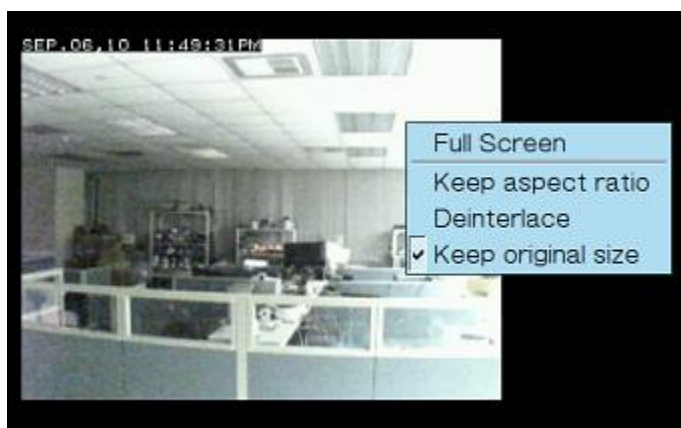 SEP.06,10 11:49:31PM
Full Screen
Keep aspect ratio
Deinterlace
Keep original size